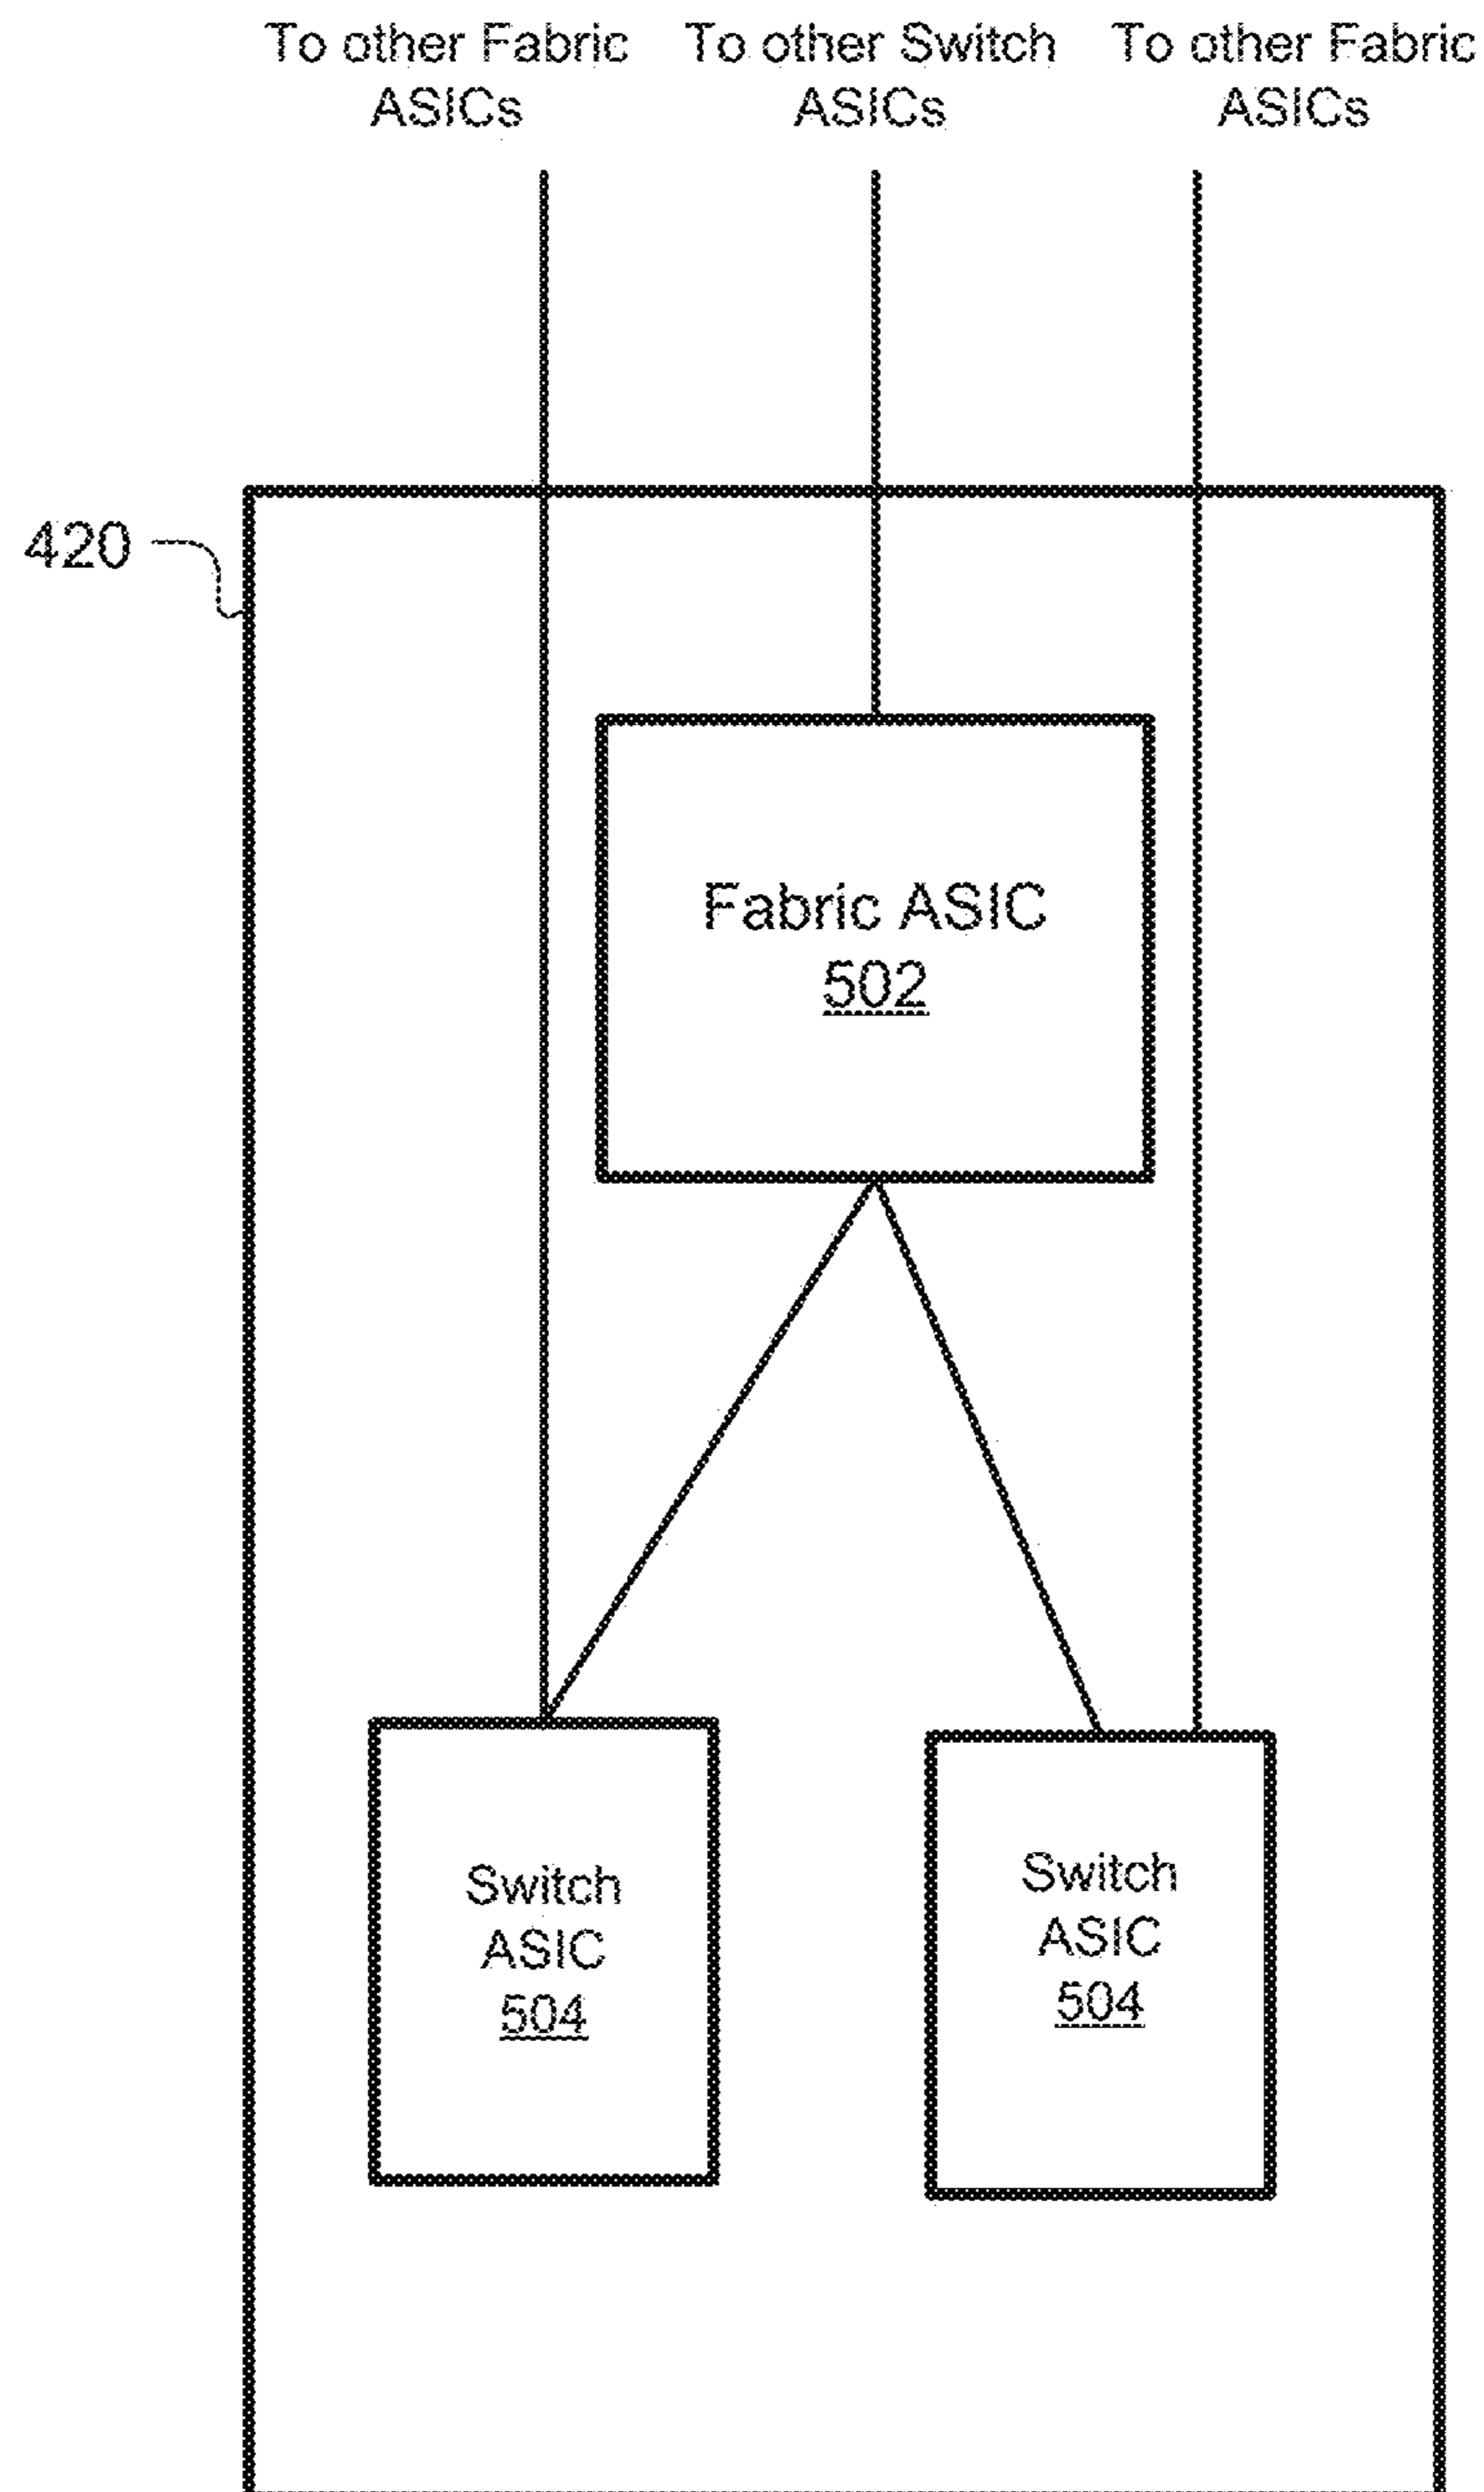 To other Fabric
ASICs
To other Switch
ASICs
To other Fabric
ASICs
420
Fabric ASIC
502
Switch
ASIC
504
Switch
ASIC
504